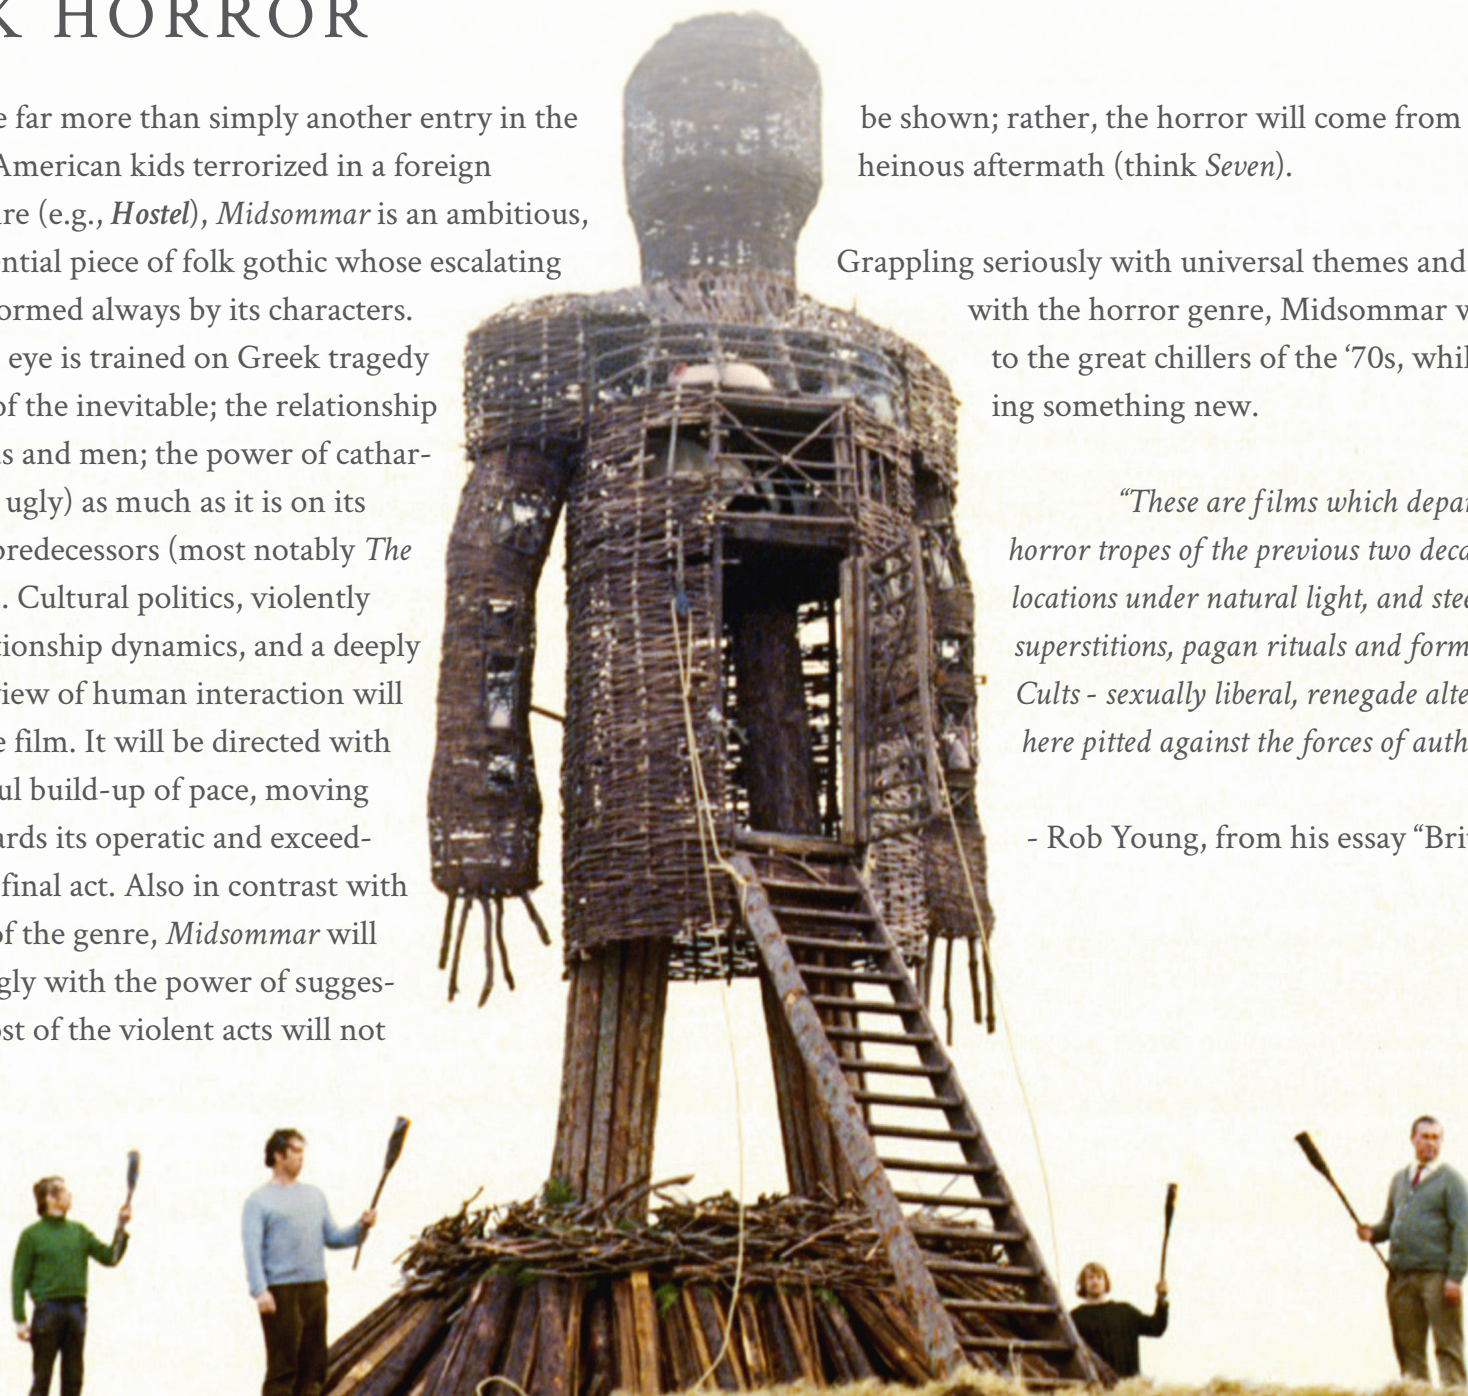 K HORROR
e far more than simply another entry in the
American kids terrorized in a foreign
re (e.g., Hostel), Midsommar is an ambitious,
ntial piece of folk gothic whose escalating
ormed always by its characters.
eye is trained on Greek tragedy
of the inevitable; the relationship
s and men; the power of cathar-
ugly) as much as it is on its
predecessors (most notably The
. Cultural politics, violently
tionship dynamics, and a deeply
view of human interaction will
e film. It will be directed with
ul build-up of pace, moving
ards its operatic and exceed-
final act. Also in contrast with
of the genre, Midsommar will
gly with the power of sugges-
ost of the violent acts will not
be shown; rather, the horror will come from
heinous aftermath (think Seven).
Grappling seriously with universal themes and
with the horror genre, Midsommar w
to the great chillers of the ‘70s, whil
ing something new.
“These are films which depar
horror tropes of the previous two deca
locations under natural light, and stee
superstitions, pagan rituals and form
Cults - sexually liberal, renegade alte
here pitted against the forces of auth
- Rob Young, from his essay “Brit